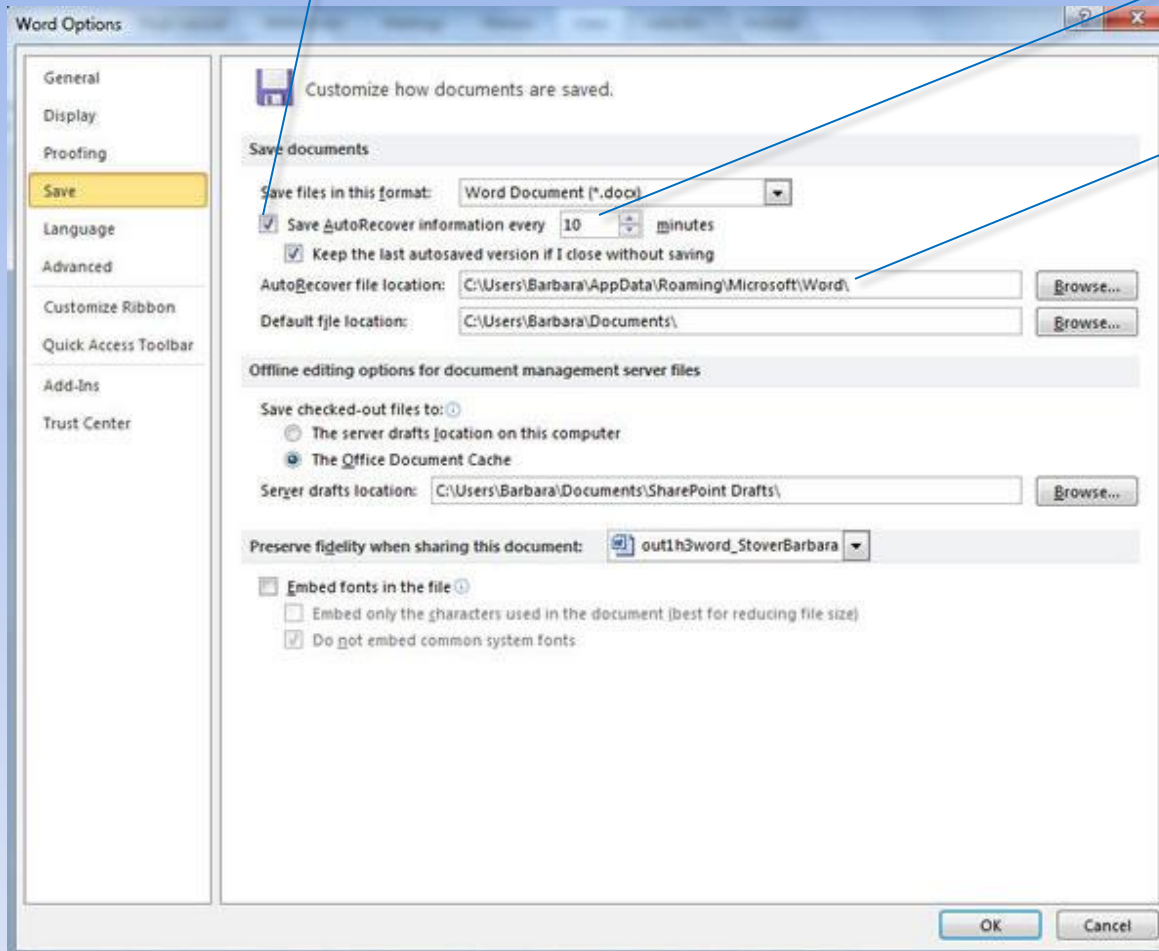 Word Options
General
Display
Proofing
Save
Language
Advanced
Customize Ribbon
Quick Access Toolbar
Add-Ins
Trust Center
Customize how documents are saved.
Save documents
Save files in this format: Word Document (*.docx)
Save AutoRecover information every 10 minutes
Keep the last autosaved version if I close without saving
AutoRecover file location: C:\Users\Barbara\AppData\Roaming\Microsoft\Word\ Browse...
Default file location: C:\Users\Barbara\Documents\ Browse...
Offline editing options for document management server files
Save checked-out files to:
The server drafts location on this computer
The Office Document Cache
Server drafts location: C:\Users\Barbara\Documents\SharePoint Drafts\ Browse...
Preserve fidelity when sharing this document: out1h3word_StoverBarbara
Embed fonts in the file
Embed only the characters used in the document (best for reducing file size)
Do not embed common system fonts
OK Cancel